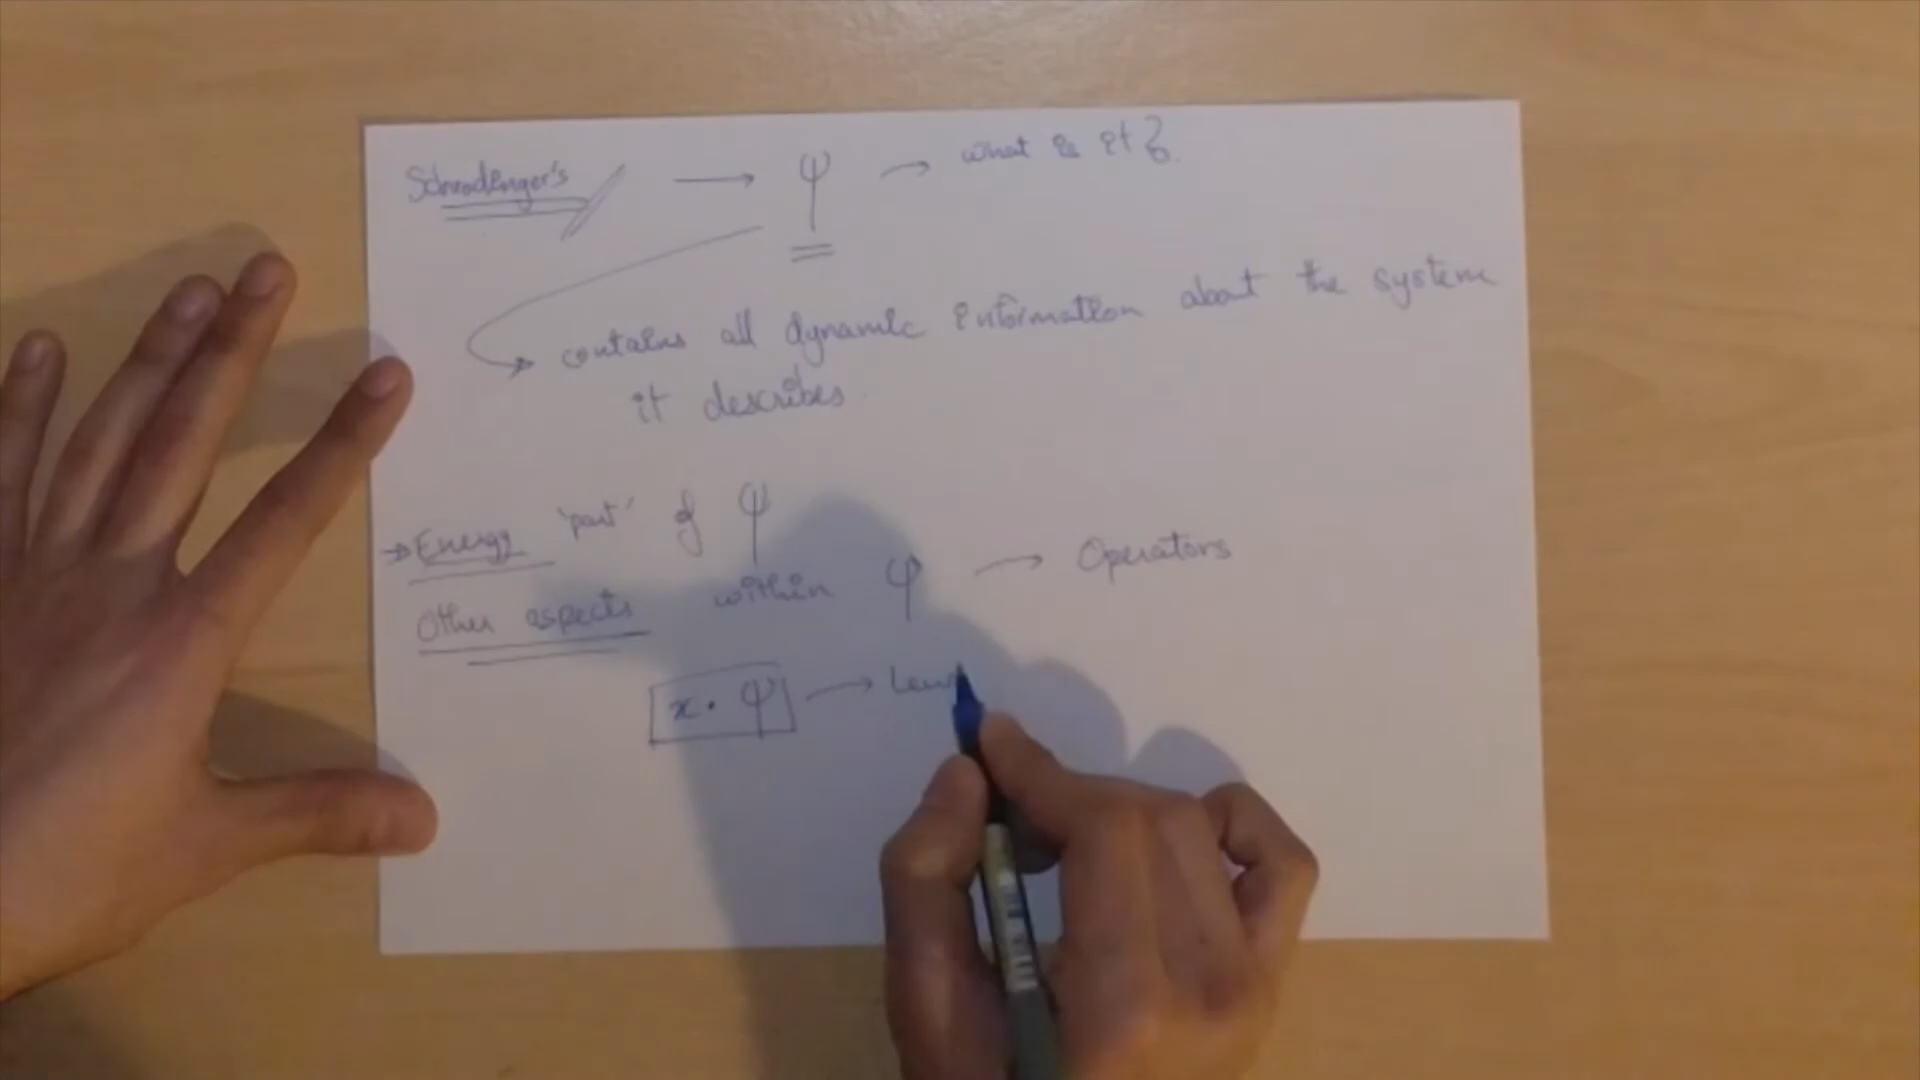 Schrodinger's → ψ → what is it?
contains all dynamic information about the system
it describes
→ Energy 'part' of ψ
Other aspects within ψ → Operators
x. ψ →